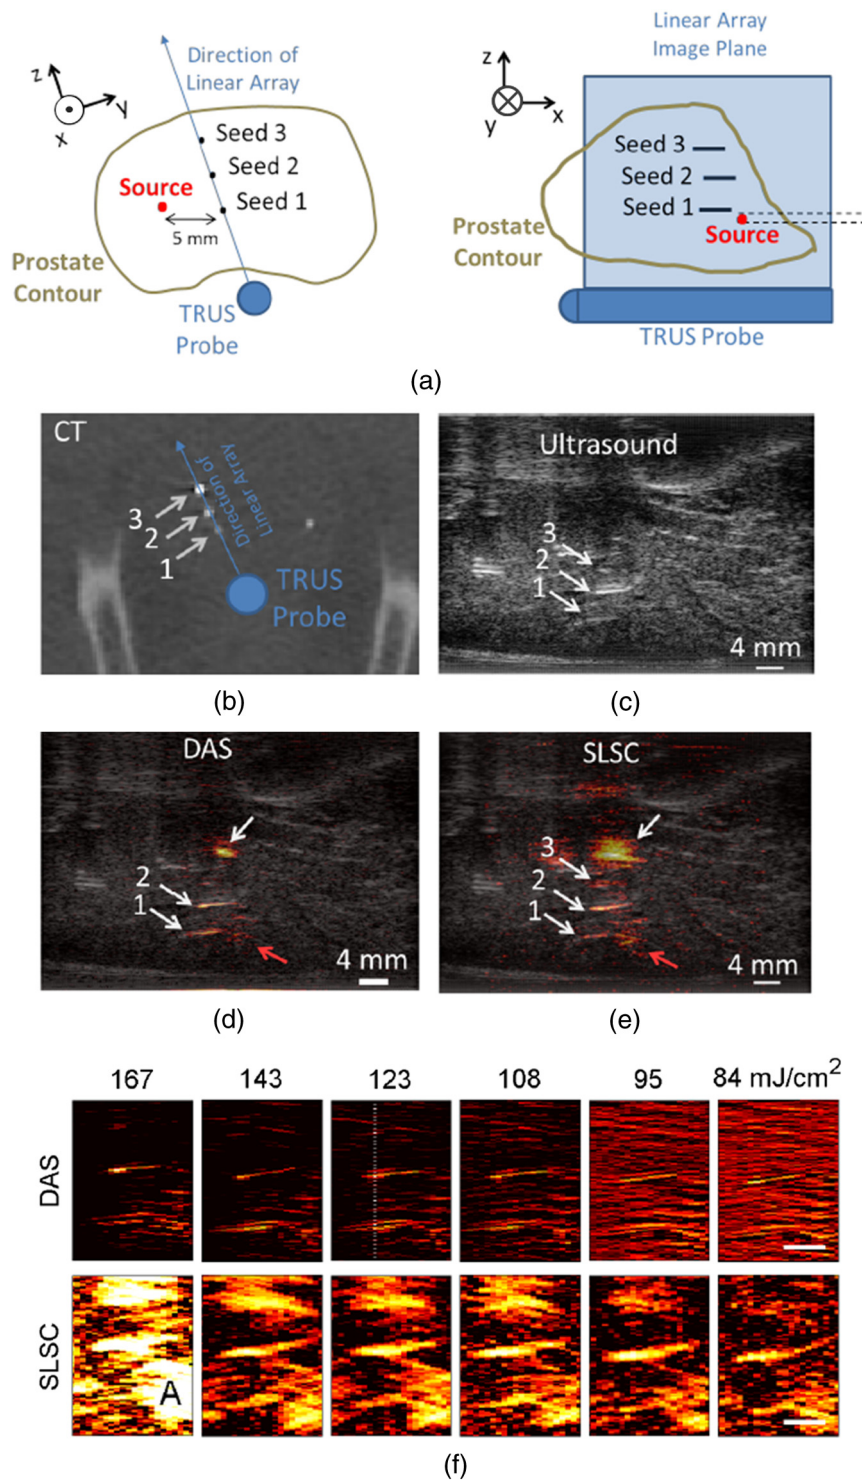 Direction of
Linear Array
z
y
x
Seed 3
Seed 2
Seed 1
Source
5 mm
Prostate
Contour
TRUS
Probe
Linear Array
Image Plane
z
x
y
Seed 3
Seed 2
Seed 1
Source
Prostate
Contour
TRUS Probe
(a)
CT
Direction of
Linear Array
3
2
1
TRUS
Probe
(b)
Ultrasound
3
2
1
4 mm
(c)
DAS
2
1
4 mm
(d)
SLSC
3
2
1
4 mm
(e)
167 143 123 108 95 84 mJ/cm²
DAS
SLSC
A
(f)